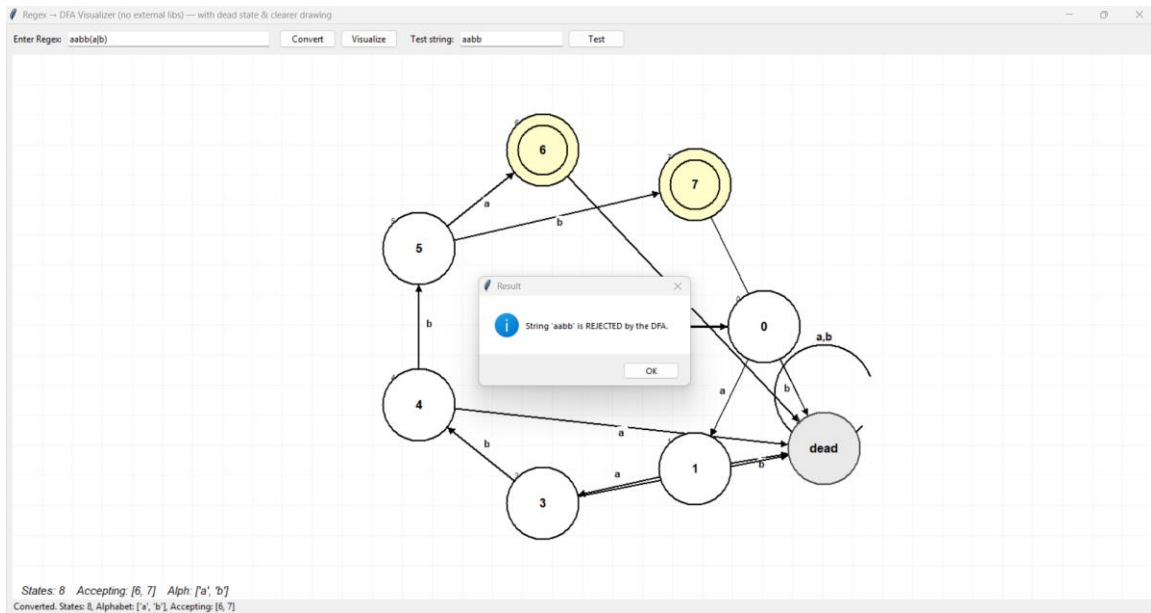 Regex → DFA Visualizer (no external libs) — with dead state & clearer drawing
Enter Regex: aabb(a|b) Convert Visualize Test string: aabb Test
6
7
a
b
5
Result
String 'aabb' is REJECTED by the DFA.
OK
b
0
a,b
a
b
4
a
dead
b
a
1
b
3
States: 8 Accepting: [6, 7] Alph: ['a', 'b']
Converted. States: 8, Alphabet: ['a', 'b'], Accepting: [6, 7]